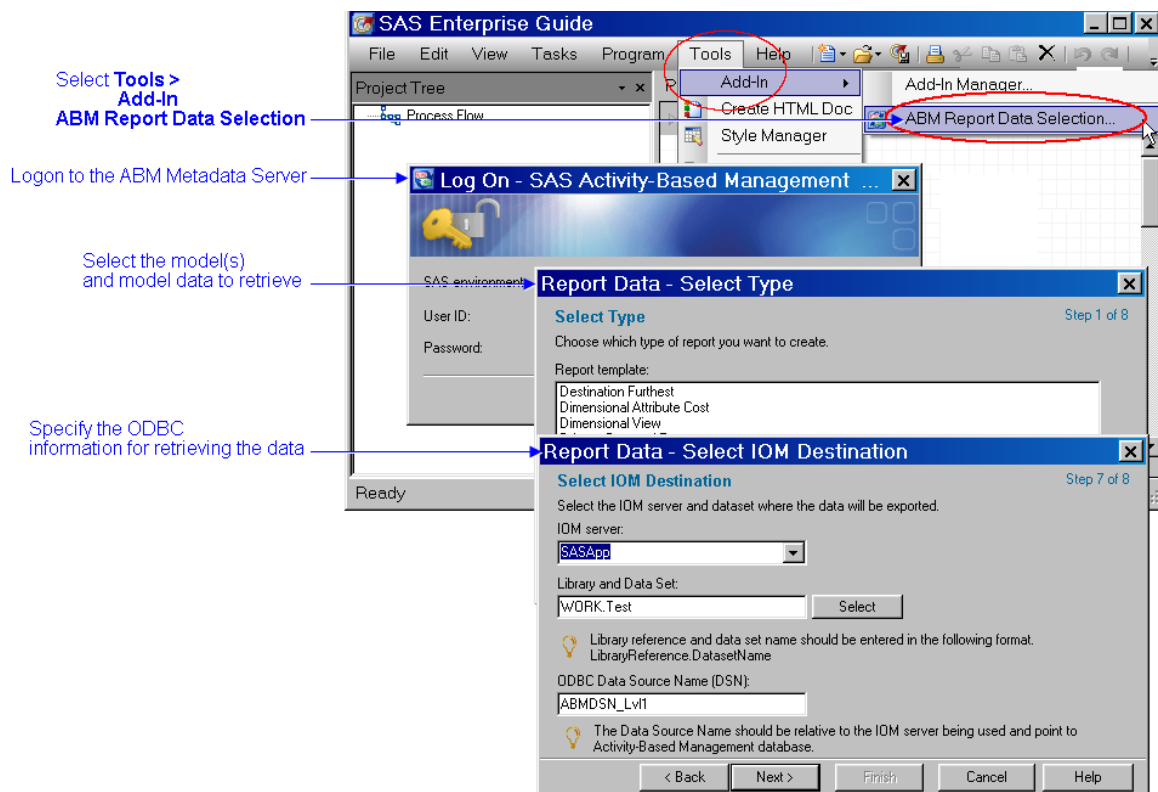 SAS Enterprise Guide
File Edit View Tasks Program Tools Help
Select Tools >
Add-In
ABM Report Data Selection
Project Tree
Process Flow
Add-In
Create HTML Doc
Style Manager
Add-In Manager...
ABM Report Data Selection...
Logon to the ABM Metadata Server
Log On - SAS Activity-Based Management ...
Select the model(s)
and model data to retrieve
SAS environment
User ID:
Password:
Report Data - Select Type
Select Type
Step 1 of 8
Choose which type of report you want to create.
Report template:
Destination Furthest
Dimensional Attribute Cost
Dimensional View
Specify the ODBC
information for retrieving the data
Ready
Report Data - Select IOM Destination
Select IOM Destination
Step 7 of 8
Select the IOM server and dataset where the data will be exported.
IOM server:
SASApp
Library and Data Set:
WORK.Test
Select
Library reference and data set name should be entered in the following format.
LibraryReference.DatasetName
ODBC Data Source Name (DSN):
ABMDSN_Lvl1
The Data Source Name should be relative to the IOM server being used and point to
Activity-Based Management database.
< Back Next > Finish Cancel Help